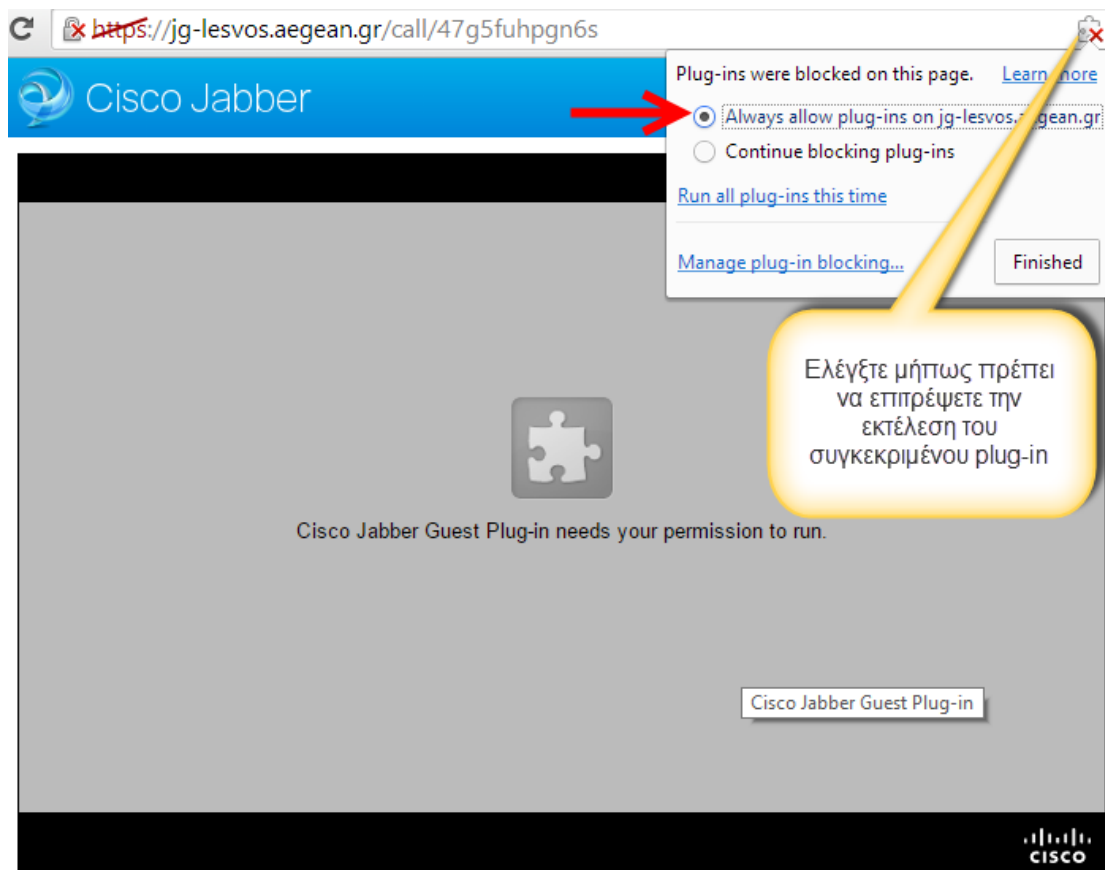 https://jg-lesvos.aegean.gr/call/47g5fuhpgn6s
Cisco Jabber
Plug-ins were blocked on this page. Learn more
Always allow plug-ins on jg-lesvos.aegean.gr
Continue blocking plug-ins
Run all plug-ins this time
Manage plug-in blocking...
Finished
Ελέγξτε μήπως πρέπει
να επιτρέψετε την
εκτέλεση του
συγκεκριμένου plug-in
Cisco Jabber Guest Plug-in needs your permission to run.
Cisco Jabber Guest Plug-in
CISCO